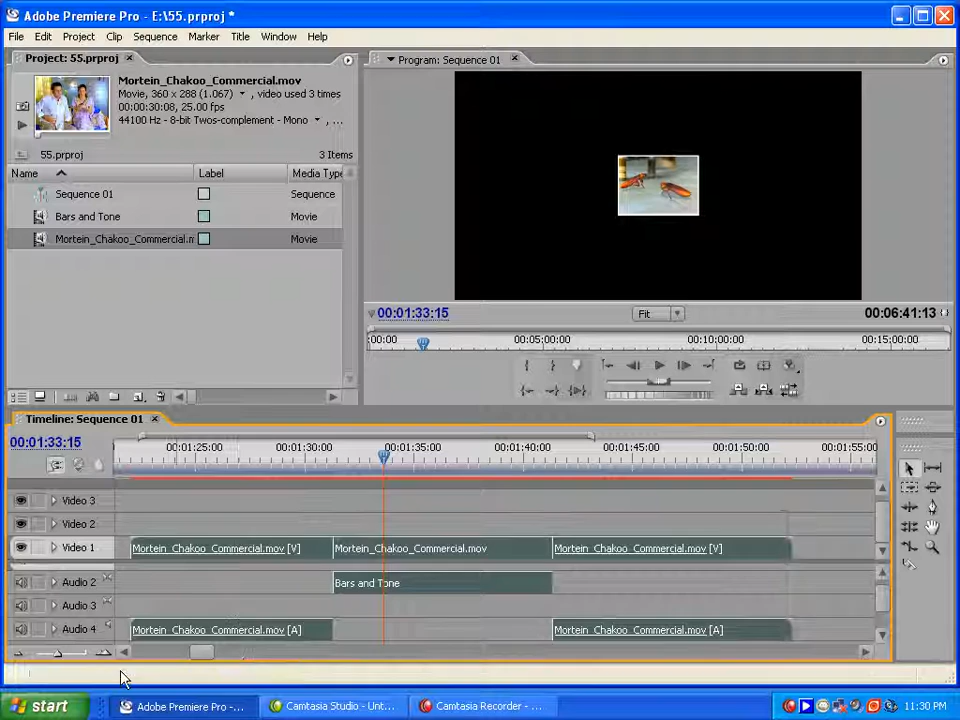 Adobe Premiere Pro - E:\55.prproj *
File Edit Project Clip Sequence Marker Title Window Help
Project: 55.prproj
Mortein_Chakoo_Commercial.mov
Movie, 360 x 288 (1.067) , video used 3 times
00:00:30:08, 25.00 fps
44100 Hz - 8-bit Twos-complement - Mono , ...
55.prproj 3 Items
Name Label Media Type
Sequence 01 Sequence
Bars and Tone Movie
Mortein_Chakoo_Commercial.m Movie
Program: Sequence 01
00:01:33:15 Fit 00:06:41:13
:00:00 00:05:00:00 00:10:00:00 00:15:00:00
Timeline: Sequence 01
00:01:33:15
00:01:25:00 00:01:30:00 00:01:35:00 00:01:40:00 00:01:45:00 00:01:50:00 00:01:55:00
Video 3
Video 2
Video 1 Mortein_Chakoo_Commercial.mov [V] Mortein_Chakoo_Commercial.mov Mortein_Chakoo_Commercial.mov [V]
Audio 2 Bars and Tone
Audio 3
Audio 4 Mortein_Chakoo_Commercial.mov [A] Mortein_Chakoo_Commercial.mov [A]
start Adobe Premiere Pro -... Camtasia Studio - Unt... Camtasia Recorder - ... 11:30 PM